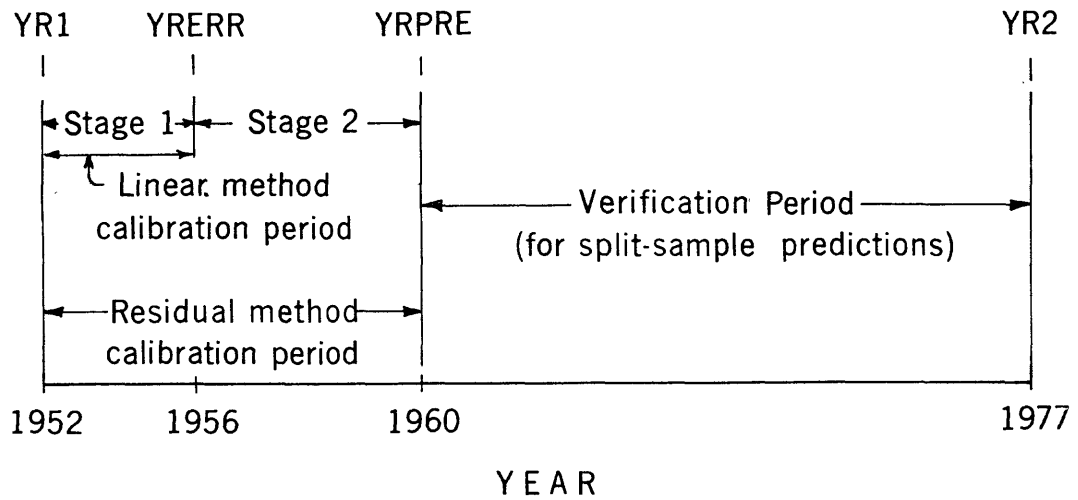 YR1 YRERR YRPRE YR2
Stage 1 Stage 2
Linear method
calibration period
Verification Period
(for split-sample predictions)
Residual method
calibration period
1952 1956 1960 1977
YEAR